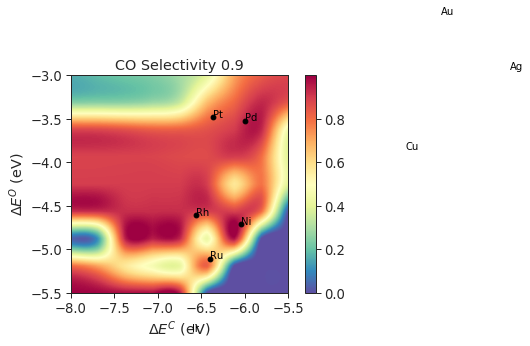 Au
CO Selectivity 0.9
Ag
−3.0
−3.5
−4.0
−4.5
−5.0
−5.5
ΔE^O (eV)
Pt
Pd
Cu
Rh
Ni
Ru
0.8
0.6
0.4
0.2
0.0
−8.0 −7.5 −7.0 −6.5 −6.0 −5.5
ΔE^C (eV)
Ir